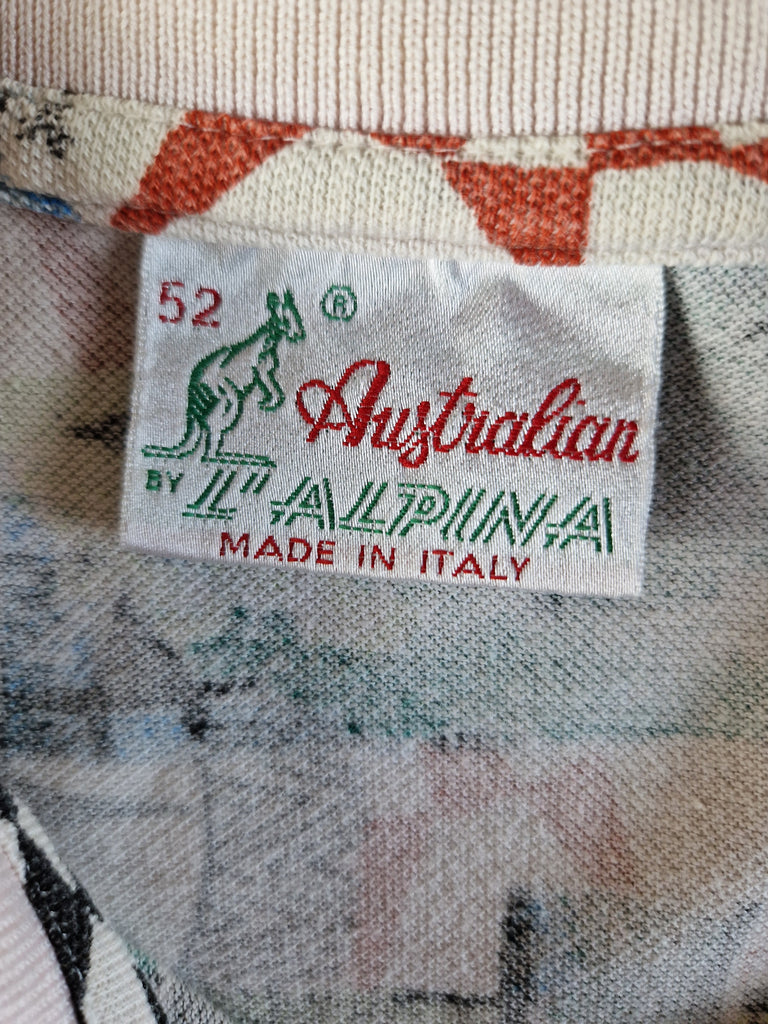 52 ®
Australian
BY L'ALPINA
MADE IN ITALY